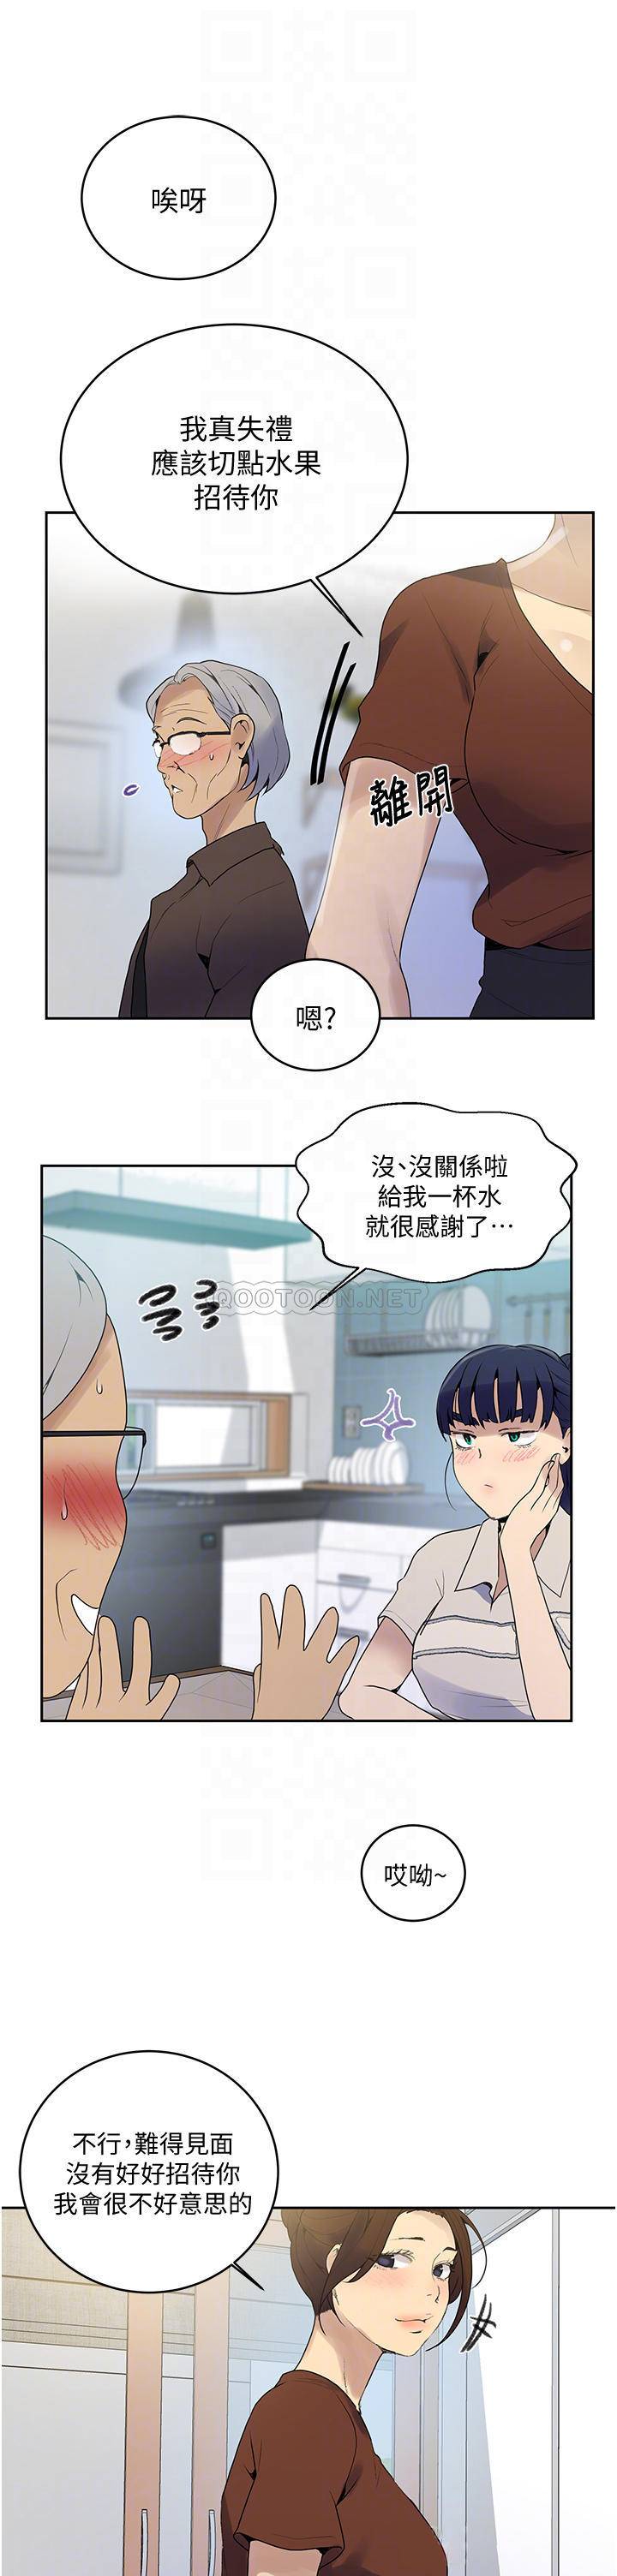 唉呀
我真失禮
應該切點水果
招待你
離開
嗯?
沒、沒關係啦
給我一杯水
就很感謝了…
QOOTOON.NET
哎呦~
不行，難得見面
沒有好好招待你
我會很不好意思的